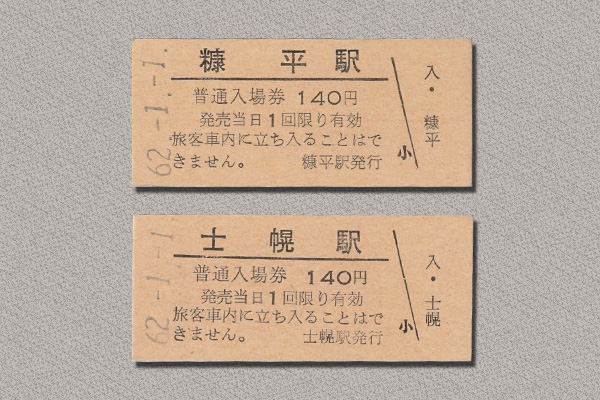 62.-1.-1.
糠平駅
普通入場券 140円
発売当日1回限り有効
旅客車内に立ち入ることはで
きません。 糠平駅発行
小
入・糠平
62.-1.-1.
士幌駅
普通入場券 140円
発売当日1回限り有効
旅客車内に立ち入ることはで
きません。 士幌駅発行
小
入・士幌